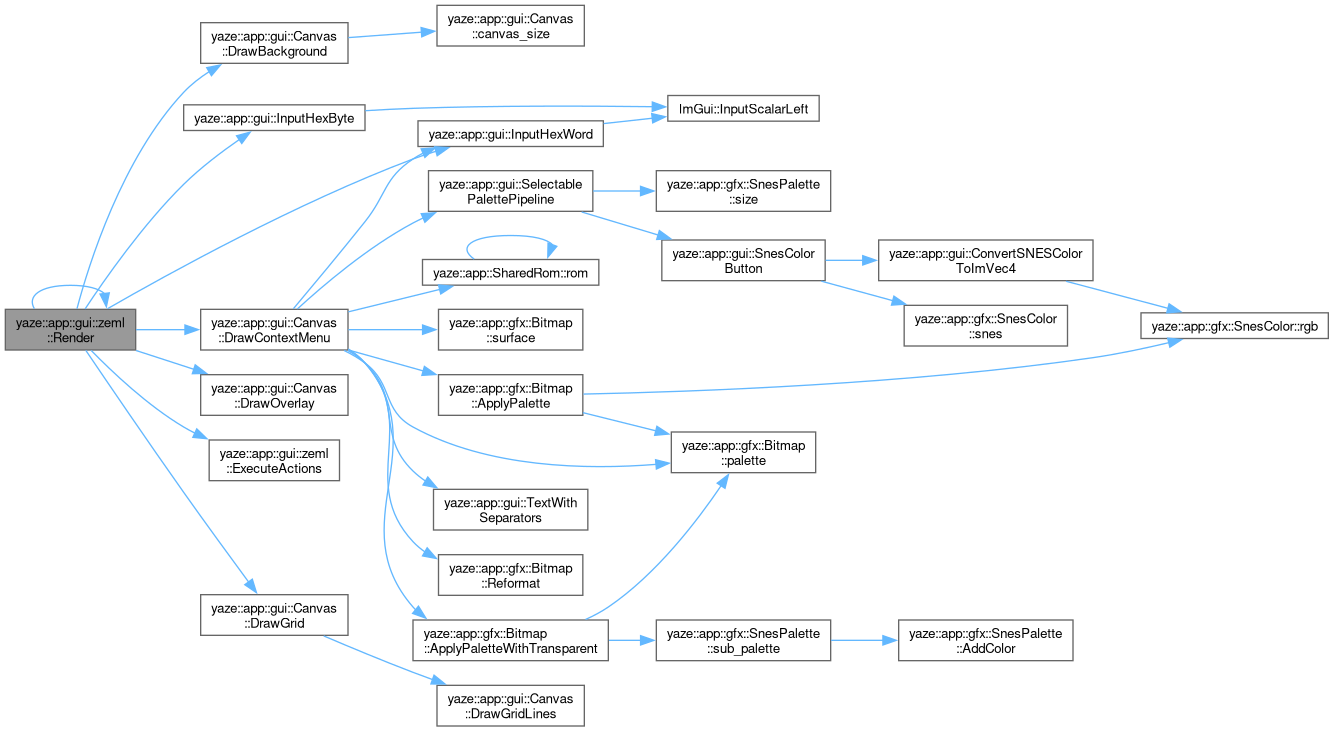 yaze::app::gui::zeml
::Render
yaze::app::gui::Canvas
::DrawBackground
yaze::app::gui::Canvas
::canvas_size
yaze::app::gui::InputHexByte
ImGui::InputScalarLeft
yaze::app::gui::InputHexWord
yaze::app::gui::Selectable
PalettePipeline
yaze::app::gfx::SnesPalette
::size
yaze::app::gui::SnesColor
Button
yaze::app::gui::ConvertSNESColor
ToImVec4
yaze::app::SharedRom::rom
yaze::app::gfx::SnesColor
::snes
yaze::app::gfx::SnesColor::rgb
yaze::app::gui::Canvas
::DrawContextMenu
yaze::app::gfx::Bitmap
::surface
yaze::app::gui::Canvas
::DrawOverlay
yaze::app::gfx::Bitmap
::ApplyPalette
yaze::app::gui::zeml
::ExecuteActions
yaze::app::gfx::Bitmap
::palette
yaze::app::gui::TextWith
Separators
yaze::app::gfx::Bitmap
::Reformat
yaze::app::gui::Canvas
::DrawGrid
yaze::app::gfx::Bitmap
::ApplyPaletteWithTransparent
yaze::app::gfx::SnesPalette
::sub_palette
yaze::app::gfx::SnesPalette
::AddColor
yaze::app::gui::Canvas
::DrawGridLines